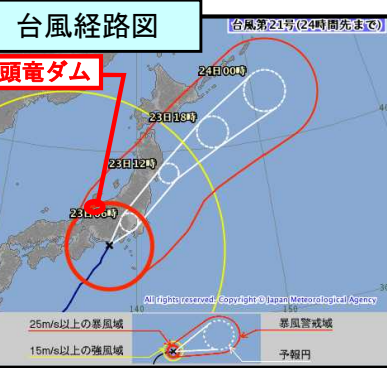 台風経路図
台風第21号(24時間先まで)
頭竜ダム
24日00時
23日18時
23日12時
23日06時
40
All rights reserved. Copyright © Japan Meteorological Agency
140
150
25m/s以上の暴風域
15m/s以上の強風域
暴風警戒域
予報円